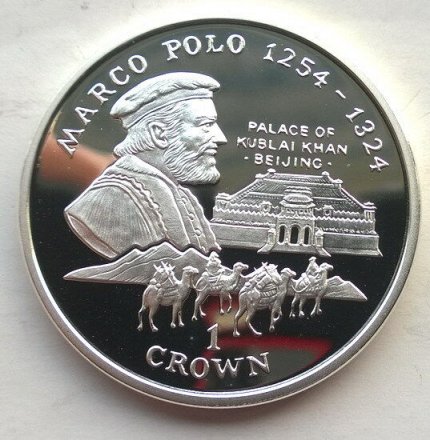 MARCO POLO 1254-1324
PALACE OF
KUBLAI KHAN
- BEIJING -
1
CROWN